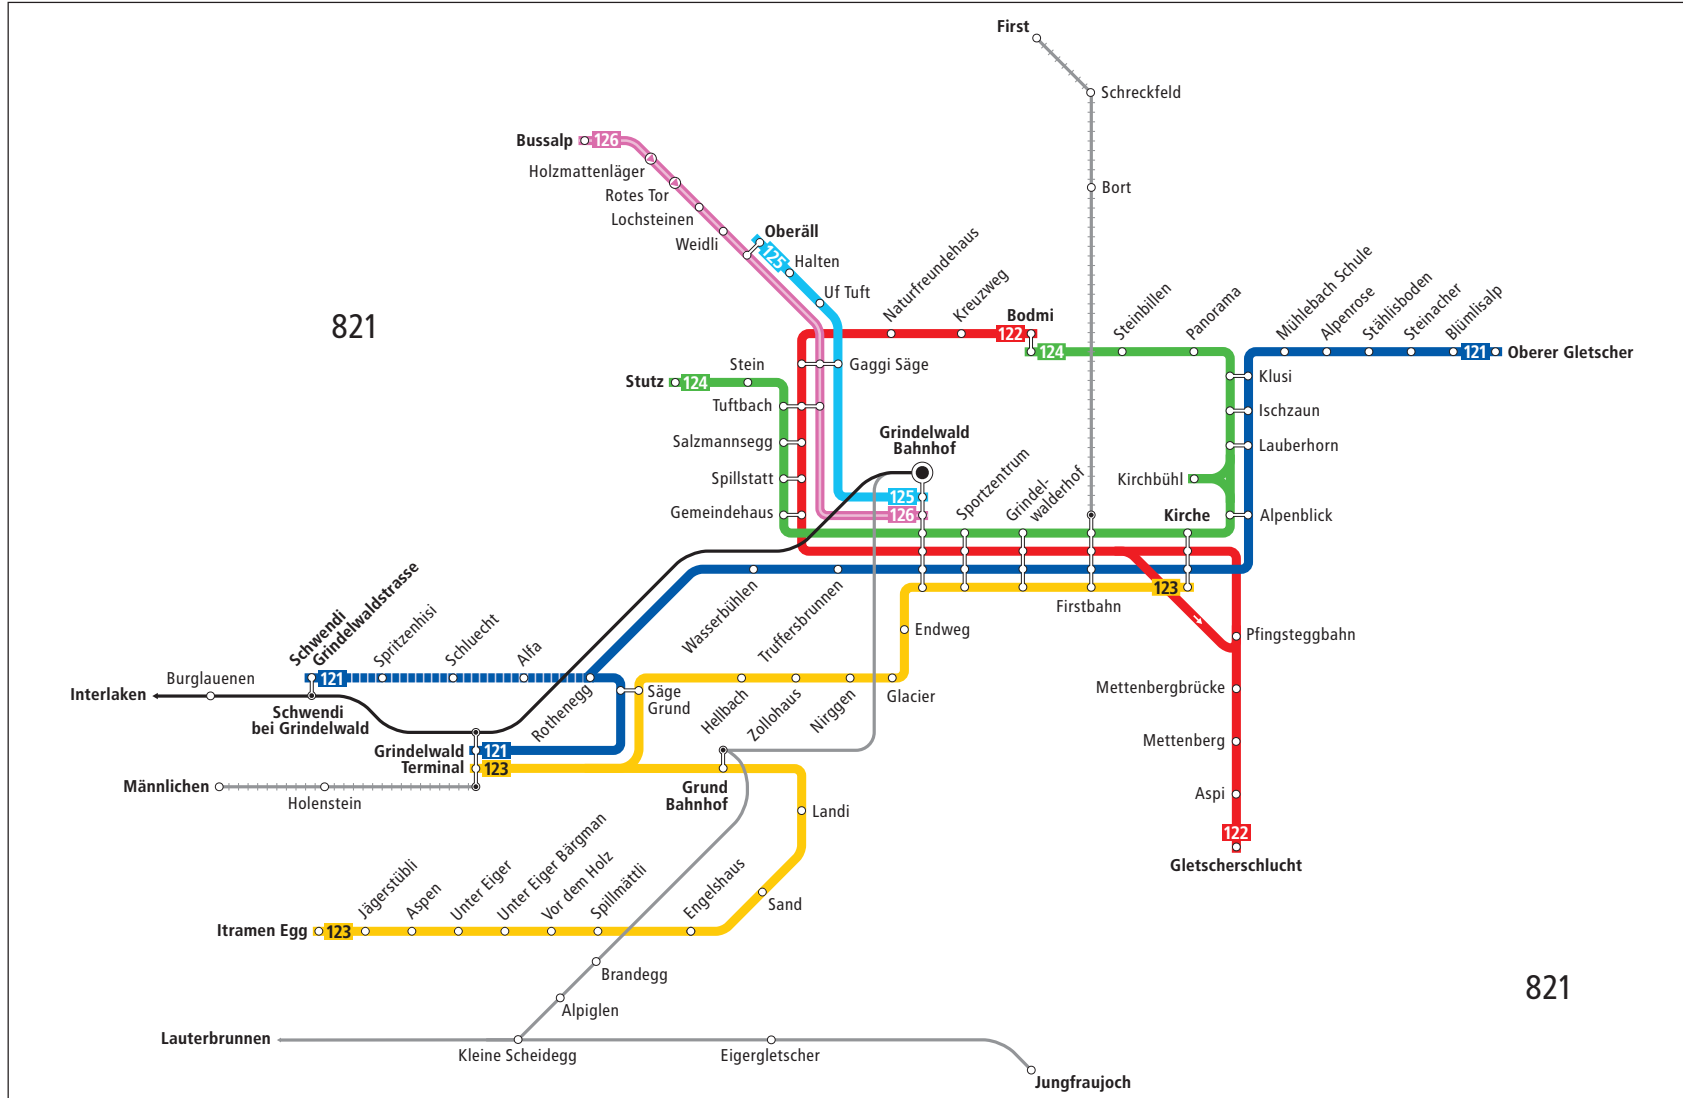 First
Schreckfeld
Bussalp
126
Holzmattenläger
Rotes Tor
Bort
Lochsteinen
Weidli
Oberäll
125
Halten
Uf Tuft
821
Naturfreundehaus
Kreuzweg
Bodmi
122
124
Steinbillen
Panorama
Mühlebach Schule
Alpenrose
Stählisboden
Steinacher
Blüemlisalp
121
Oberer Gletscher
Stein
Gaggi Säge
Stutz
124
Klusi
Tuftbach
Ischzaun
Salzmannsegg
Grindelwald
Bahnhof
Lauberhorn
Spillstatt
Kirchbühl
125
Sportzentrum
Grindel-
walderhof
Gemeindehaus
126
Kirche
Alpenblick
Schwendi
Grindelwaldstrasse
Spritzenhisi
Schluecht
Alfa
Wasserbühlen
Truffersbrunnen
123
Firstbahn
Endweg
Pfingsteggbahn
Burglauenen
121
Interlaken
Schwendi
bei Grindelwald
Rothenegg
Säge
Grund
Hellbach
Zollohaus
Nirggen
Glacier
Mettenbergbrücke
Grindelwald
Terminal
121
123
Mettenberg
Männlichen
Holenstein
Grund
Bahnhof
Aspi
Landi
122
Gletscherschlucht
Jägerstübli
Aspen
Unter Eiger
Unter Eiger Bärgman
Vor dem Holz
Spillmättli
Engelshaus
Sand
Itramen Egg
123
Brandegg
821
Alpiglen
Lauterbrunnen
Kleine Scheidegg
Eigergletscher
Jungfraujoch